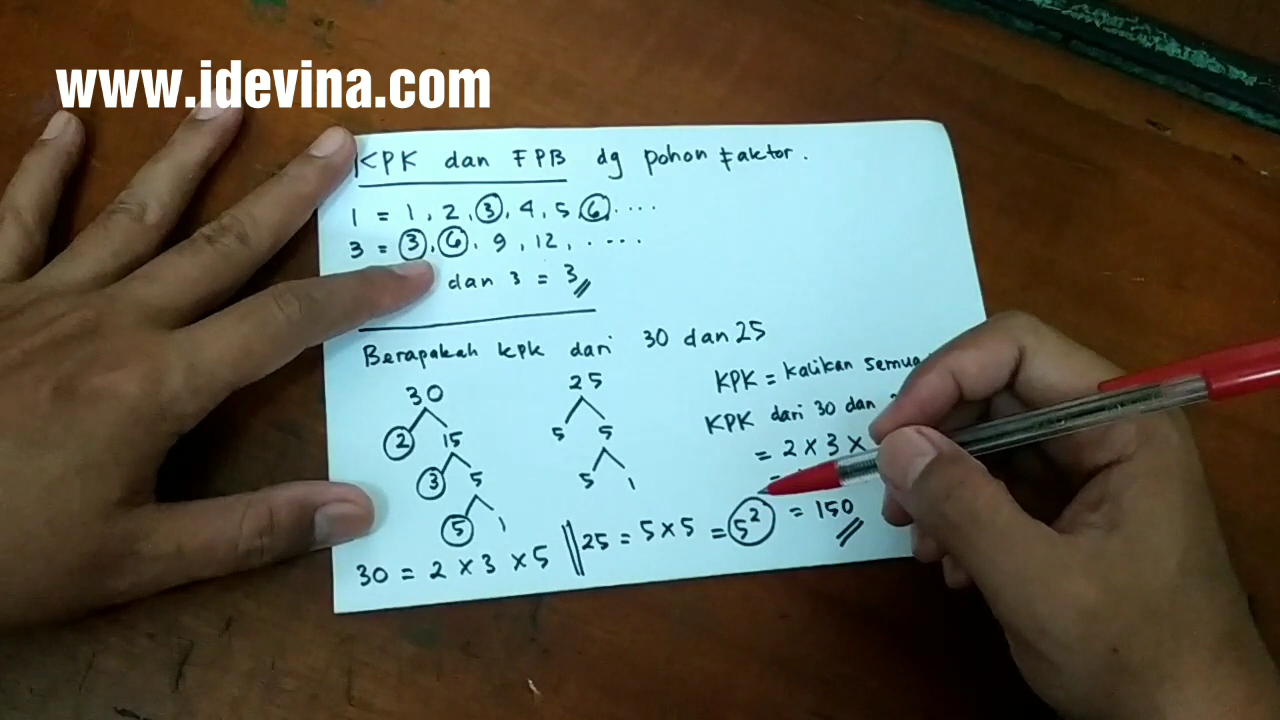 www.idevina.com
KPK dan FPB dg pohon Faktor.
1 = 1, 2, 3, 4, 5, 6, ....
3 = 3, 6, 9, 12, ....
dan 3 = 3
Berapakah KPK dari 30 dan 25
30
2 15
3 5
5 1
30 = 2 x 3 x 5
25
5 5
5 1
25 = 5 x 5 = 5²
KPK = Kalikan Semua
KPK dari 30 dan
= 2 x 3 x
=
= 150